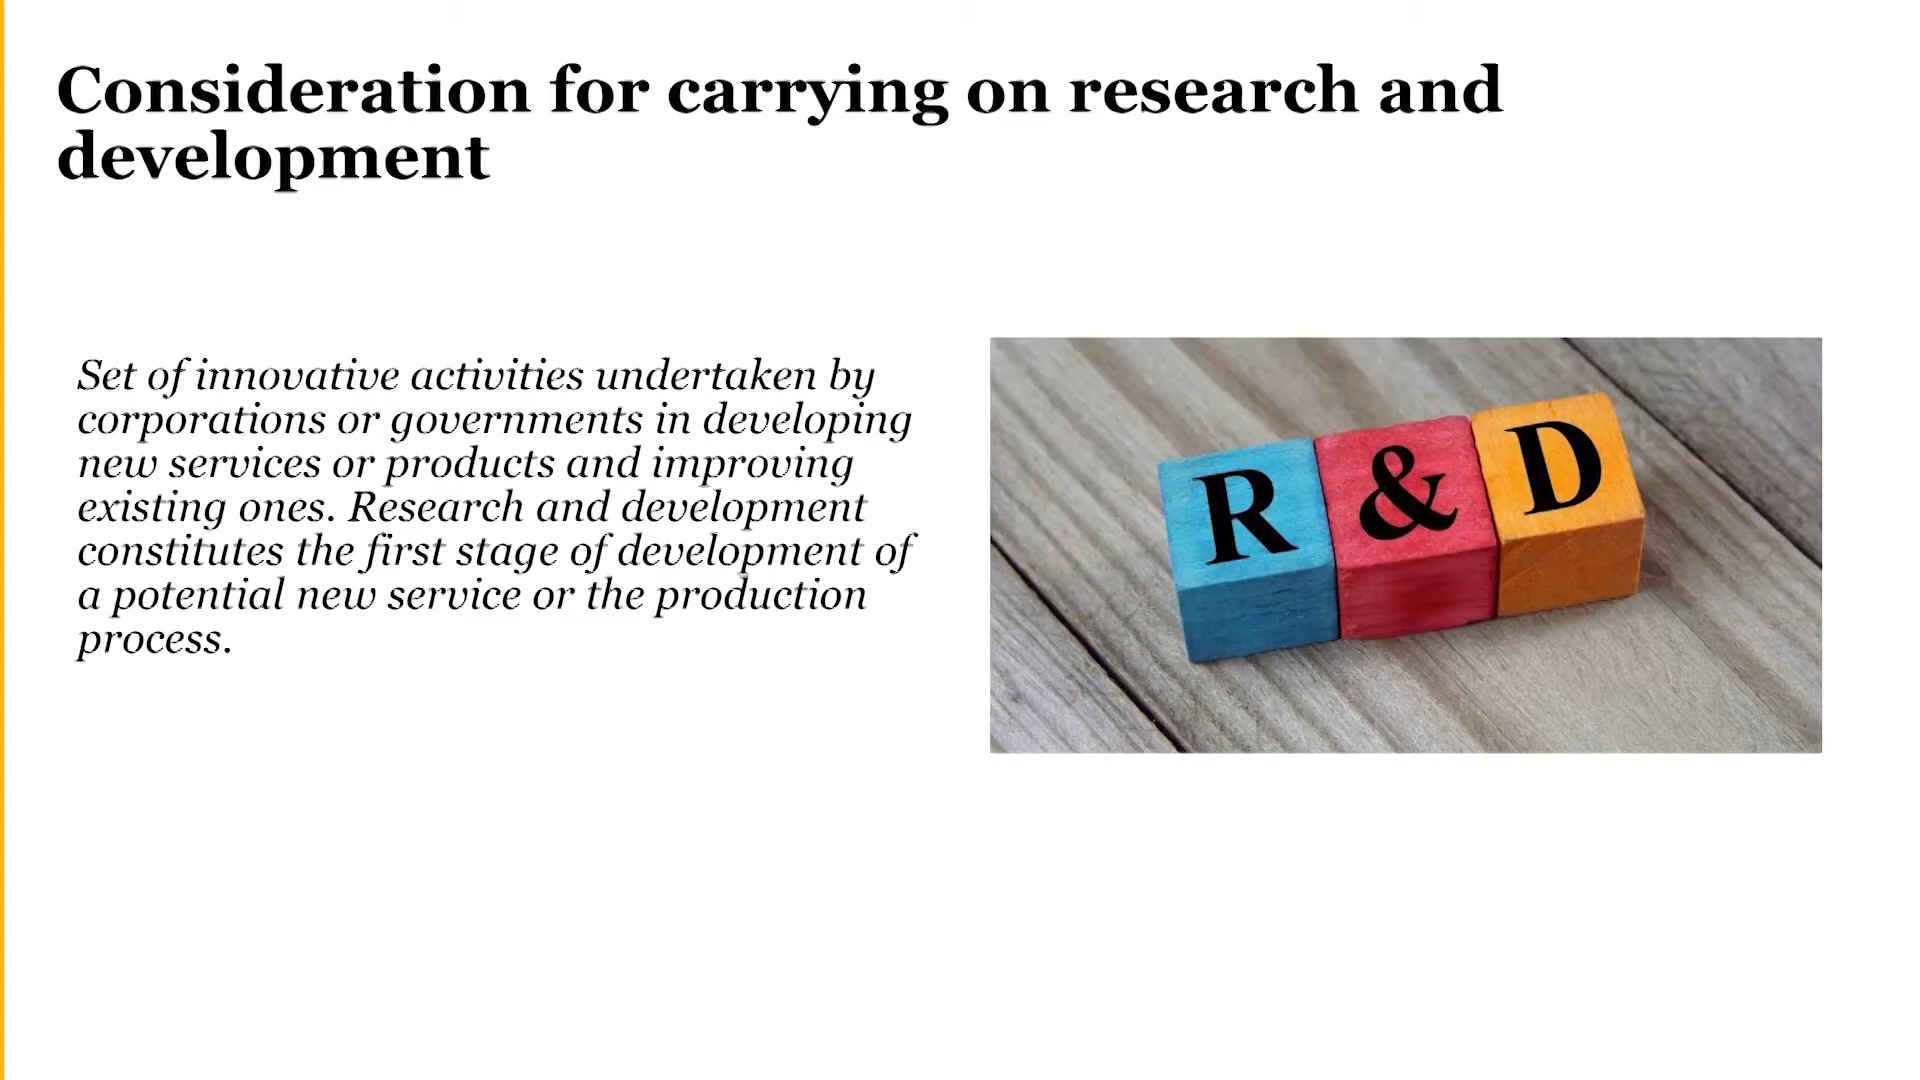 Consideration for carrying on research and
development
Set of innovative activities undertaken by
corporations or governments in developing
new services or products and improving
existing ones. Research and development
constitutes the first stage of development of
a potential new service or the production
process.
R & D